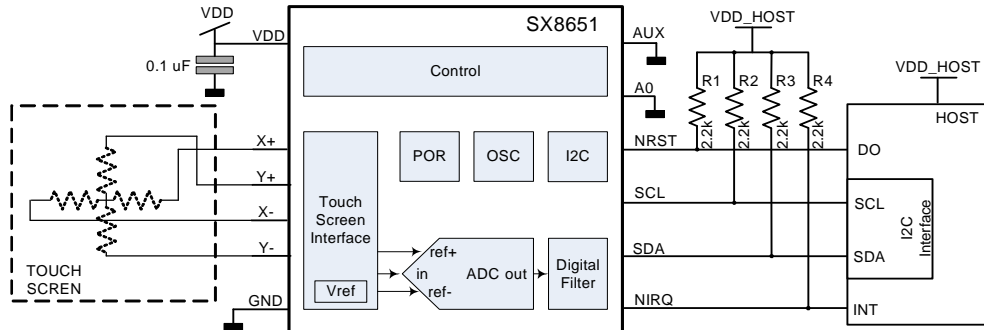 VDD
SX8651
VDD_HOST
VDD
AUX
0.1 uF
Control
R1 R2 R3 R4
VDD_HOST
A0
2.2k 2.2k 2.2k 2.2k
HOST
X+
POR
OSC
I2C
NRST
DO
Y+
Touch
Screen
Interface
SCL
SCL
X-
I2C
Interface
Y-
ref+
in
ref-
ADC out
Digital
Filter
SDA
SDA
TOUCH
SCREN
Vref
GND
NIRQ
INT